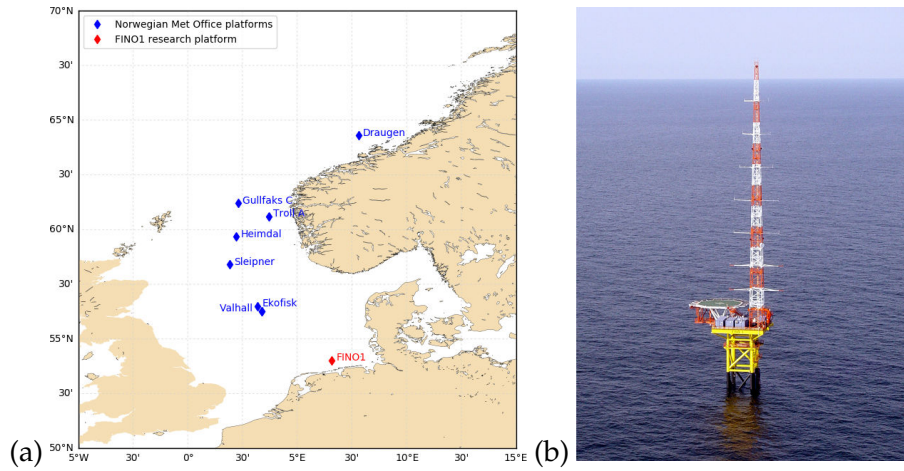 Norwegian Met Office platforms
FINO1 research platform
70°N
30'
65°N
30'
60°N
30'
55°N
30'
50°N
Draugen
Gullfaks C
Troll A
Heimdal
Sleipner
Ekofisk
Valhall
FINO1
5°W
30'
0°
30'
5°E
30'
10°E
30'
15°E
(a)
(b)